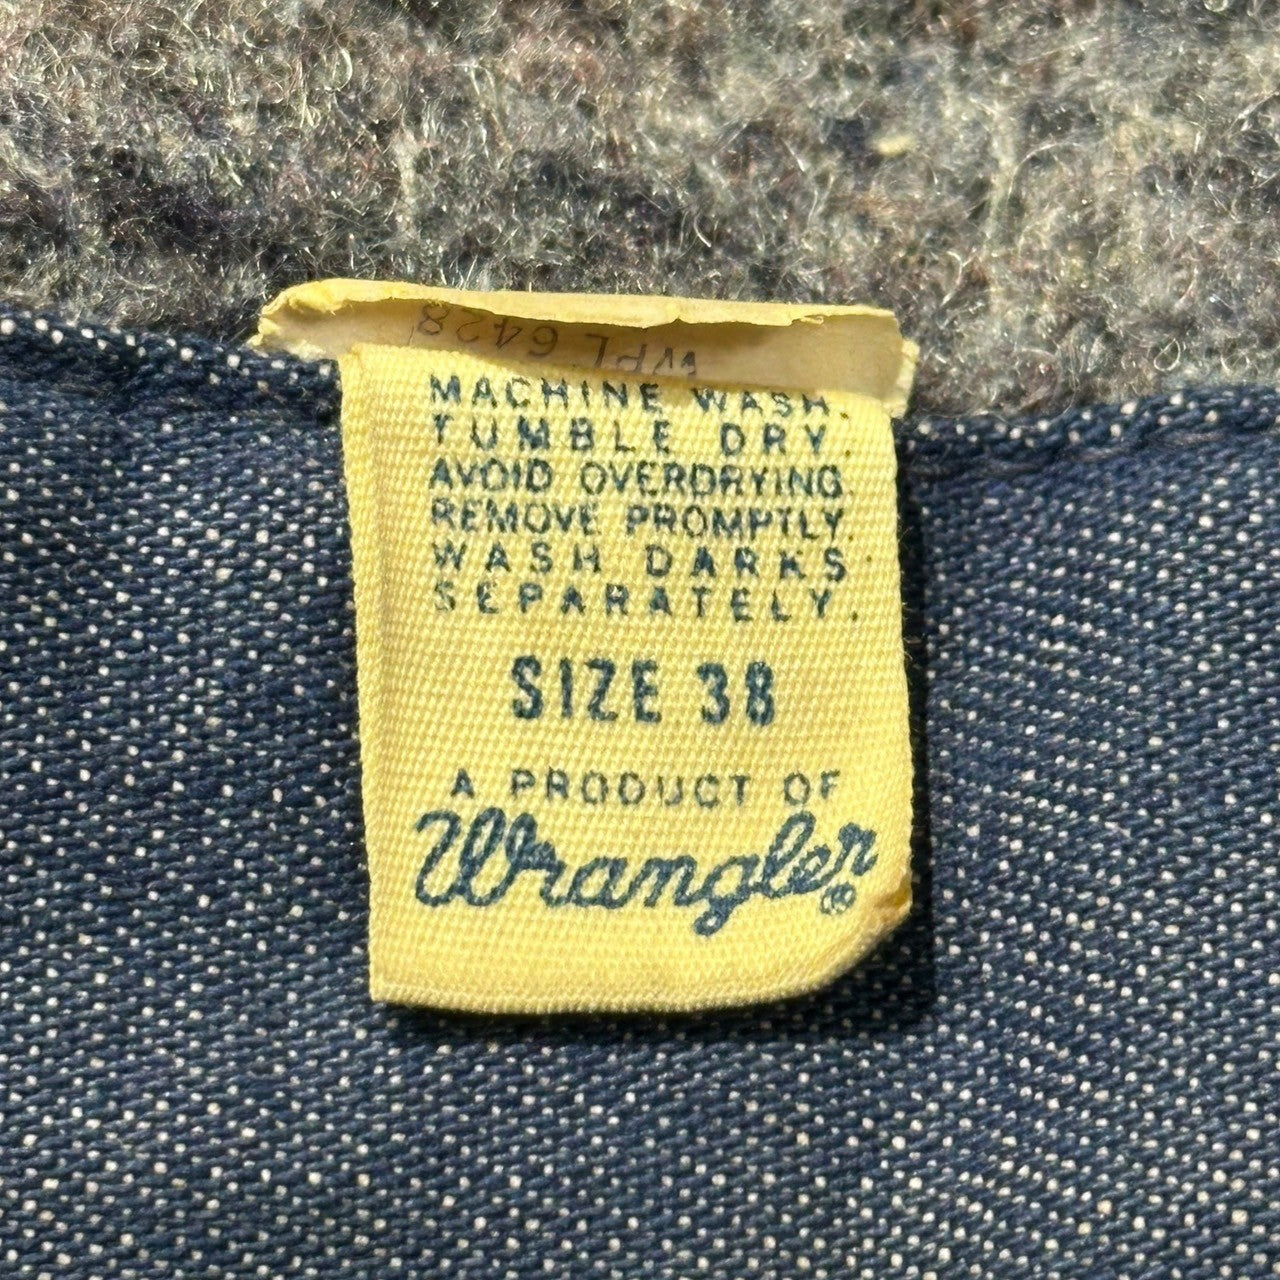 WPL 6428
MACHINE WASH.
TUMBLE DRY.
AVOID OVERDRYING.
REMOVE PROMPTLY.
WASH DARKS
SEPARATELY.
SIZE 38
A PRODUCT OF
Wrangler®